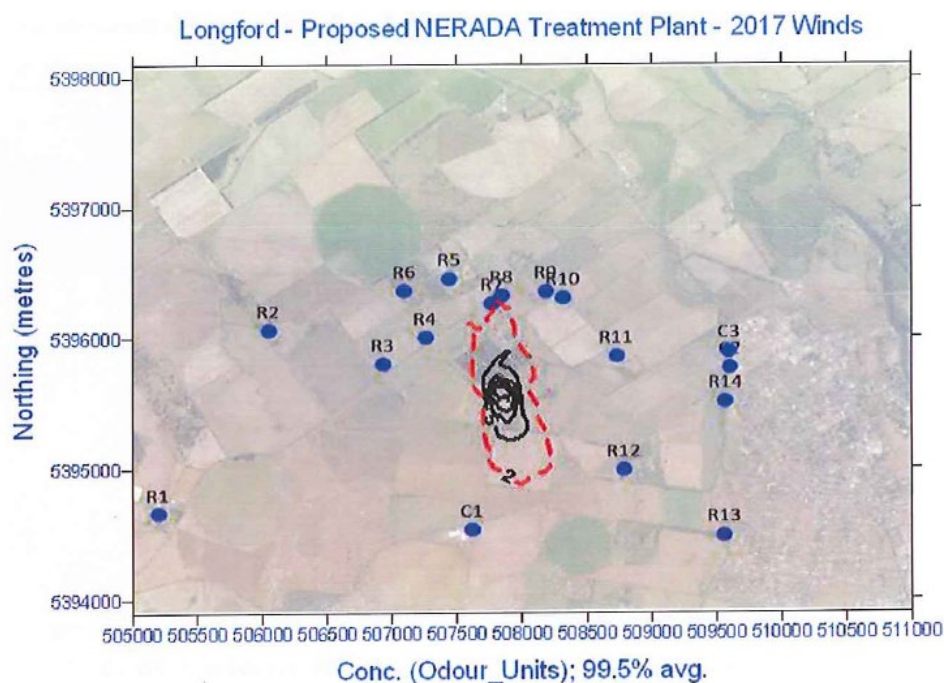 Longford - Proposed NERADA Treatment Plant - 2017 Winds
5398000
5397000
5396000
5395000
5394000
Northing (metres)
R5
R6
R8
R7
R9
R10
R2
R4
R3
R11
C3
R14
R12
2
R1
C1
R13
505000 505500 506000 506500 507000 507500 508000 508500 509000 509500 510000 510500 511000
Conc. (Odour_Units); 99.5% avg.